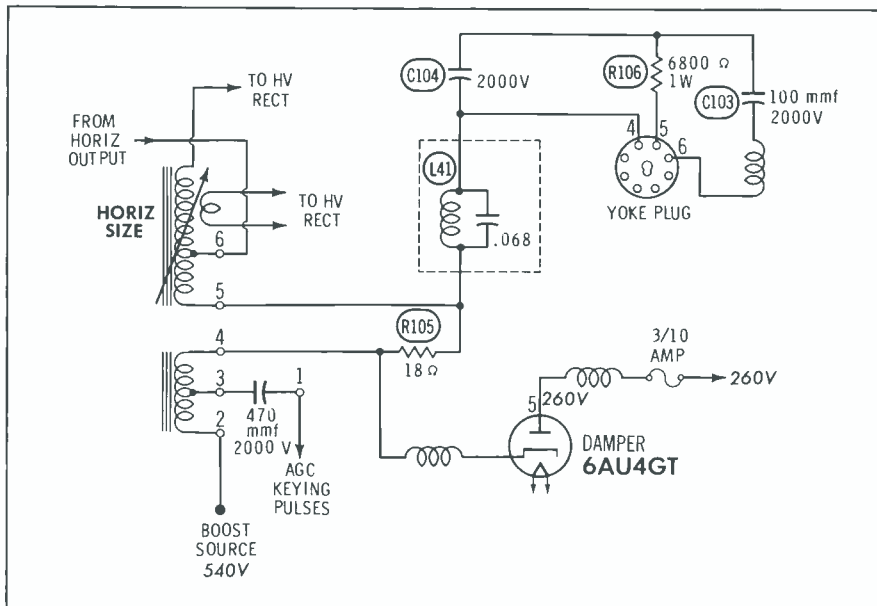 C104
2000V
R106
6800 Ω
1W
C103
100 mmf
2000V
TO HV
RECT
FROM
HORIZ
OUTPUT
4
5
6
YOKE PLUG
L41
.068
HORIZ
SIZE
TO HV
RECT
6
5
4
R105
18 Ω
3
1
2
470
mmf
2000 V
AGC
KEYING
PULSES
BOOST
SOURCE
540V
3/10
AMP
260V
5
260V
DAMPER
6AU4GT